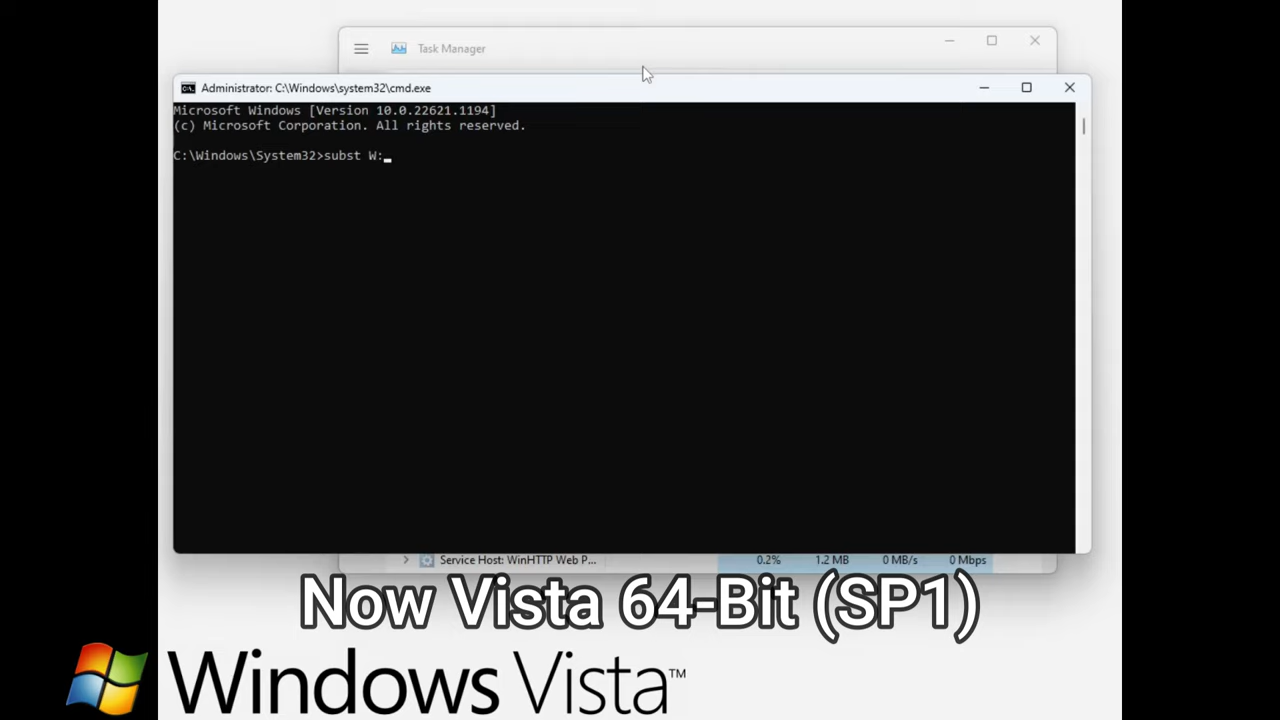 Task Manager
Administrator: C:\Windows\system32\cmd.exe
Microsoft Windows [Version 10.0.22621.1194]
(c) Microsoft Corporation. All rights reserved.
C:\Windows\System32>subst W:_
Service Host: WinHTTP Web P... 0.2% 1.2 MB 0 MB/s 0 Mbps
Now Vista 64-Bit (SP1)
Windows Vista™